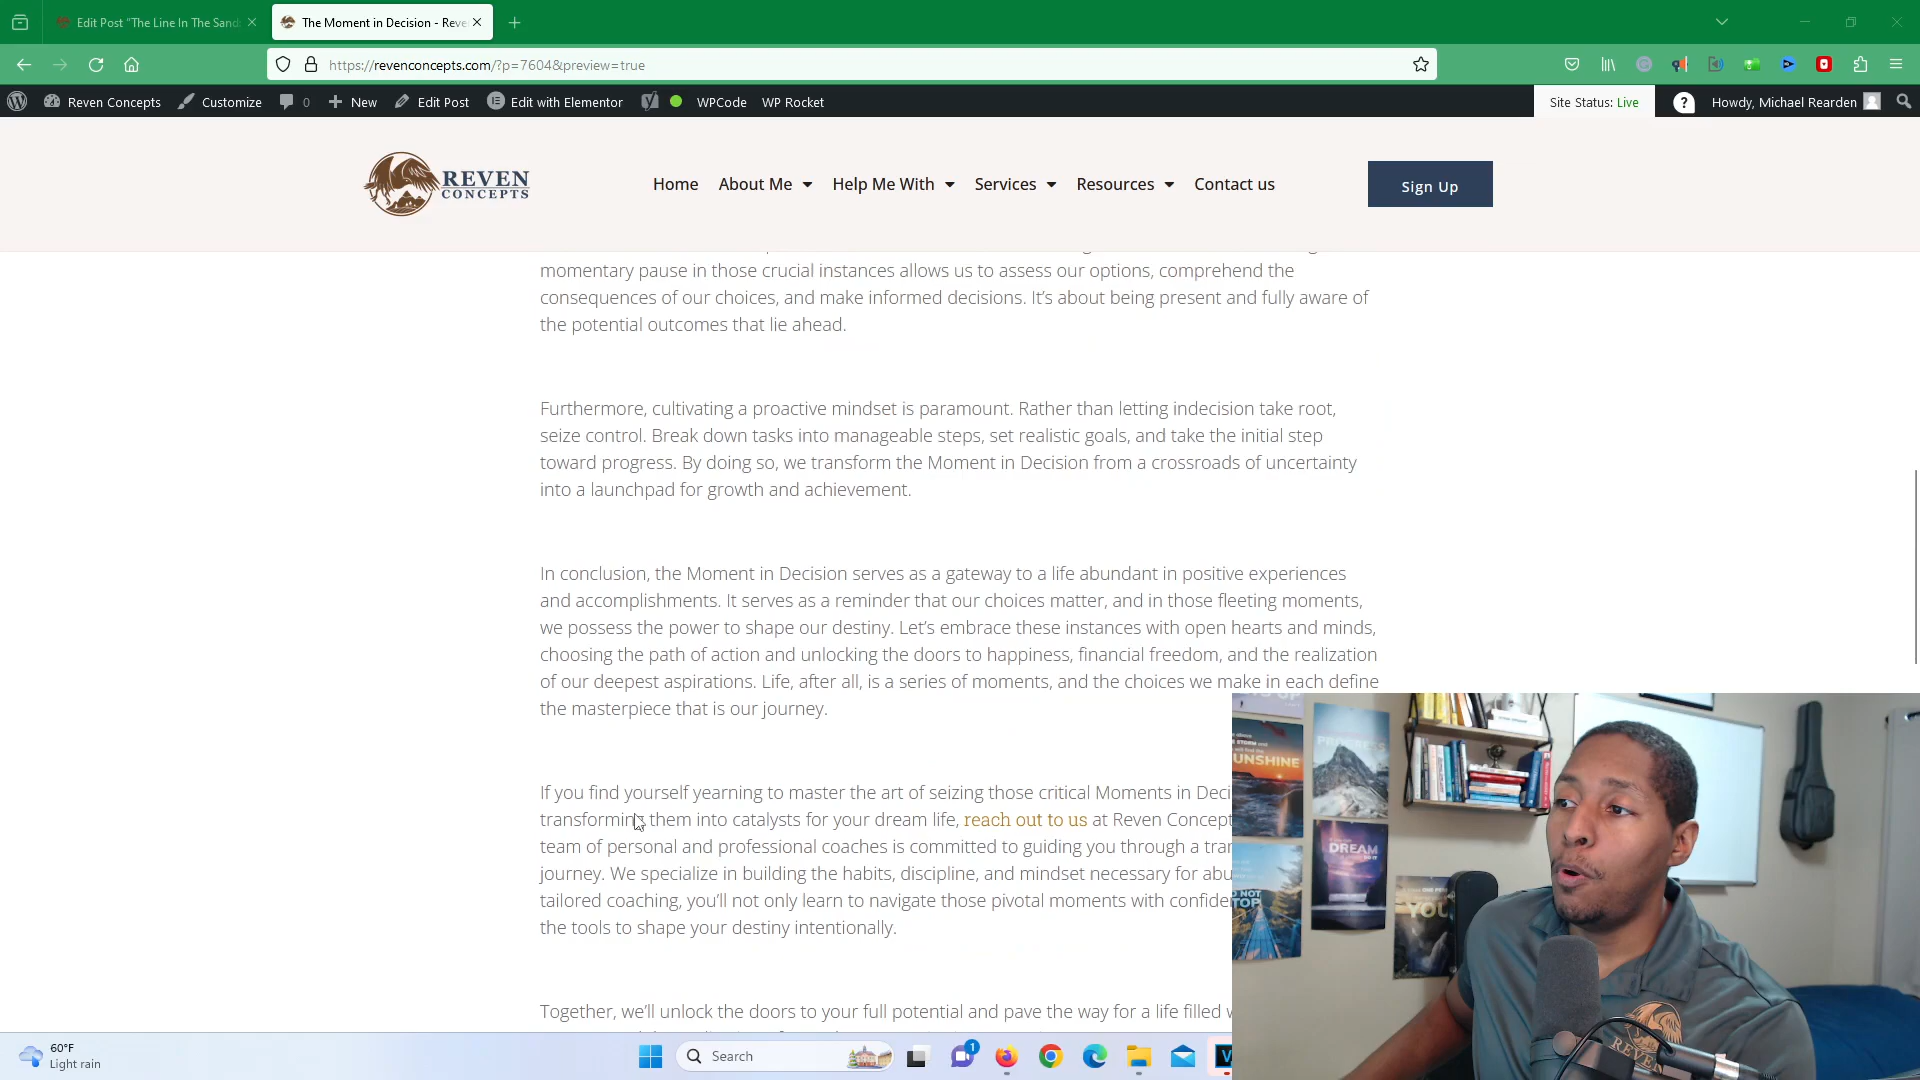 Edit Post "The Line In The Sand
The Moment in Decision - Reve
https://revenconcepts.com/?p=7604&preview=true
Reven Concepts Customize 0 New Edit Post Edit with Elementor WPCode WP Rocket Site Status: Live Howdy, Michael Rearden
REVEN
CONCEPTS
Home About Me Help Me With Services Resources Contact us Sign Up
momentary pause in those crucial instances allows us to assess our options, comprehend the
consequences of our choices, and make informed decisions. It's about being present and fully aware of
the potential outcomes that lie ahead.
Furthermore, cultivating a proactive mindset is paramount. Rather than letting indecision take root,
seize control. Break down tasks into manageable steps, set realistic goals, and take the initial step
toward progress. By doing so, we transform the Moment in Decision from a crossroads of uncertainty
into a launchpad for growth and achievement.
In conclusion, the Moment in Decision serves as a gateway to a life abundant in positive experiences
and accomplishments. It serves as a reminder that our choices matter, and in those fleeting moments,
we possess the power to shape our destiny. Let's embrace these instances with open hearts and minds,
choosing the path of action and unlocking the doors to happiness, financial freedom, and the realization
of our deepest aspirations. Life, after all, is a series of moments, and the choices we make in each define
the masterpiece that is our journey.
If you find yourself yearning to master the art of seizing those critical Moments in Deci
transforming them into catalysts for your dream life, reach out to us at Reven Concept
team of personal and professional coaches is committed to guiding you through a tran
journey. We specialize in building the habits, discipline, and mindset necessary for abu
tailored coaching, you'll not only learn to navigate those pivotal moments with confiden
the tools to shape your destiny intentionally.
Together, we'll unlock the doors to your full potential and pave the way for a life filled w
PROGRESS
UNSHINE
DREAM
DO NOT
STOP
YOU
REVEN
60°F
Light rain
Search
1